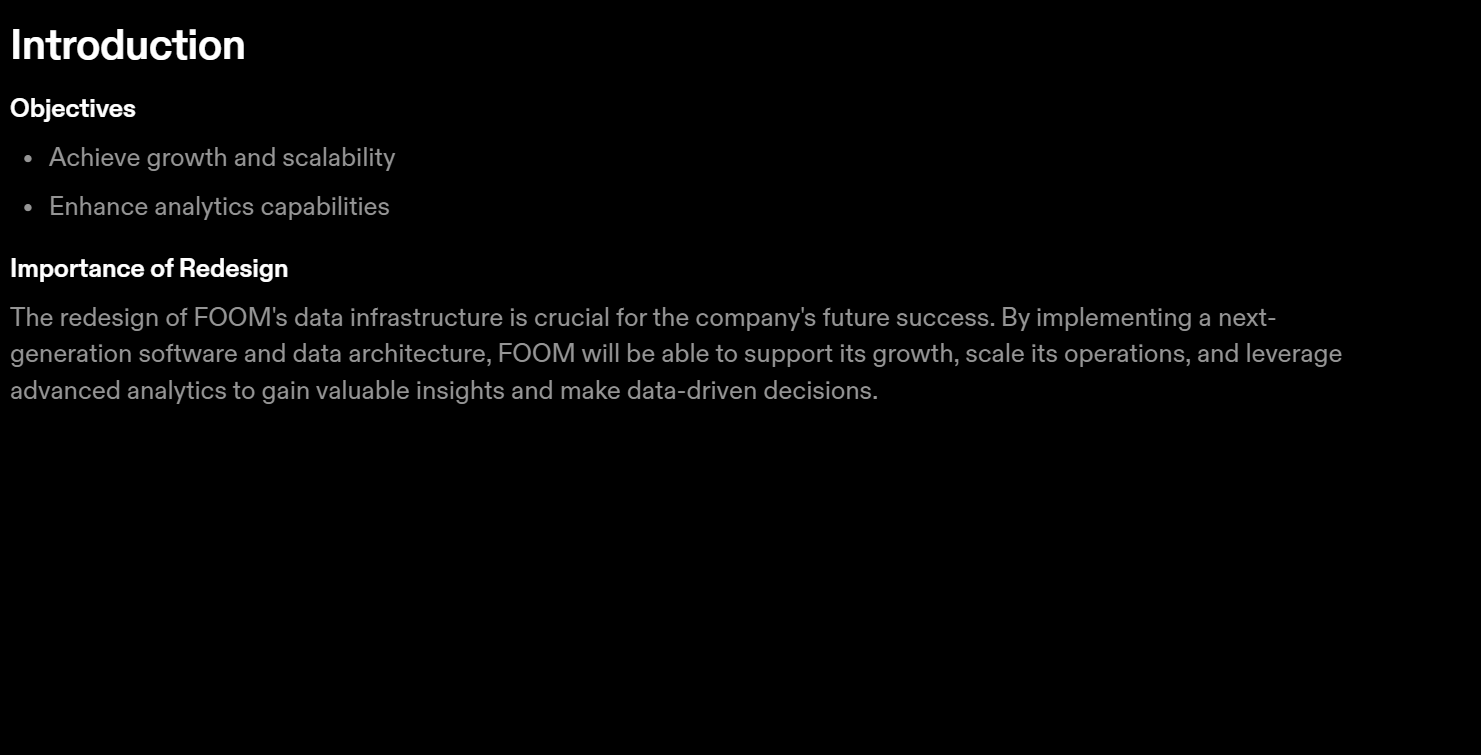 Introduction
Objectives
• Achieve growth and scalability
• Enhance analytics capabilities
Importance of Redesign
The redesign of FOOM's data infrastructure is crucial for the company's future success. By implementing a next-
generation software and data architecture, FOOM will be able to support its growth, scale its operations, and leverage
advanced analytics to gain valuable insights and make data-driven decisions.